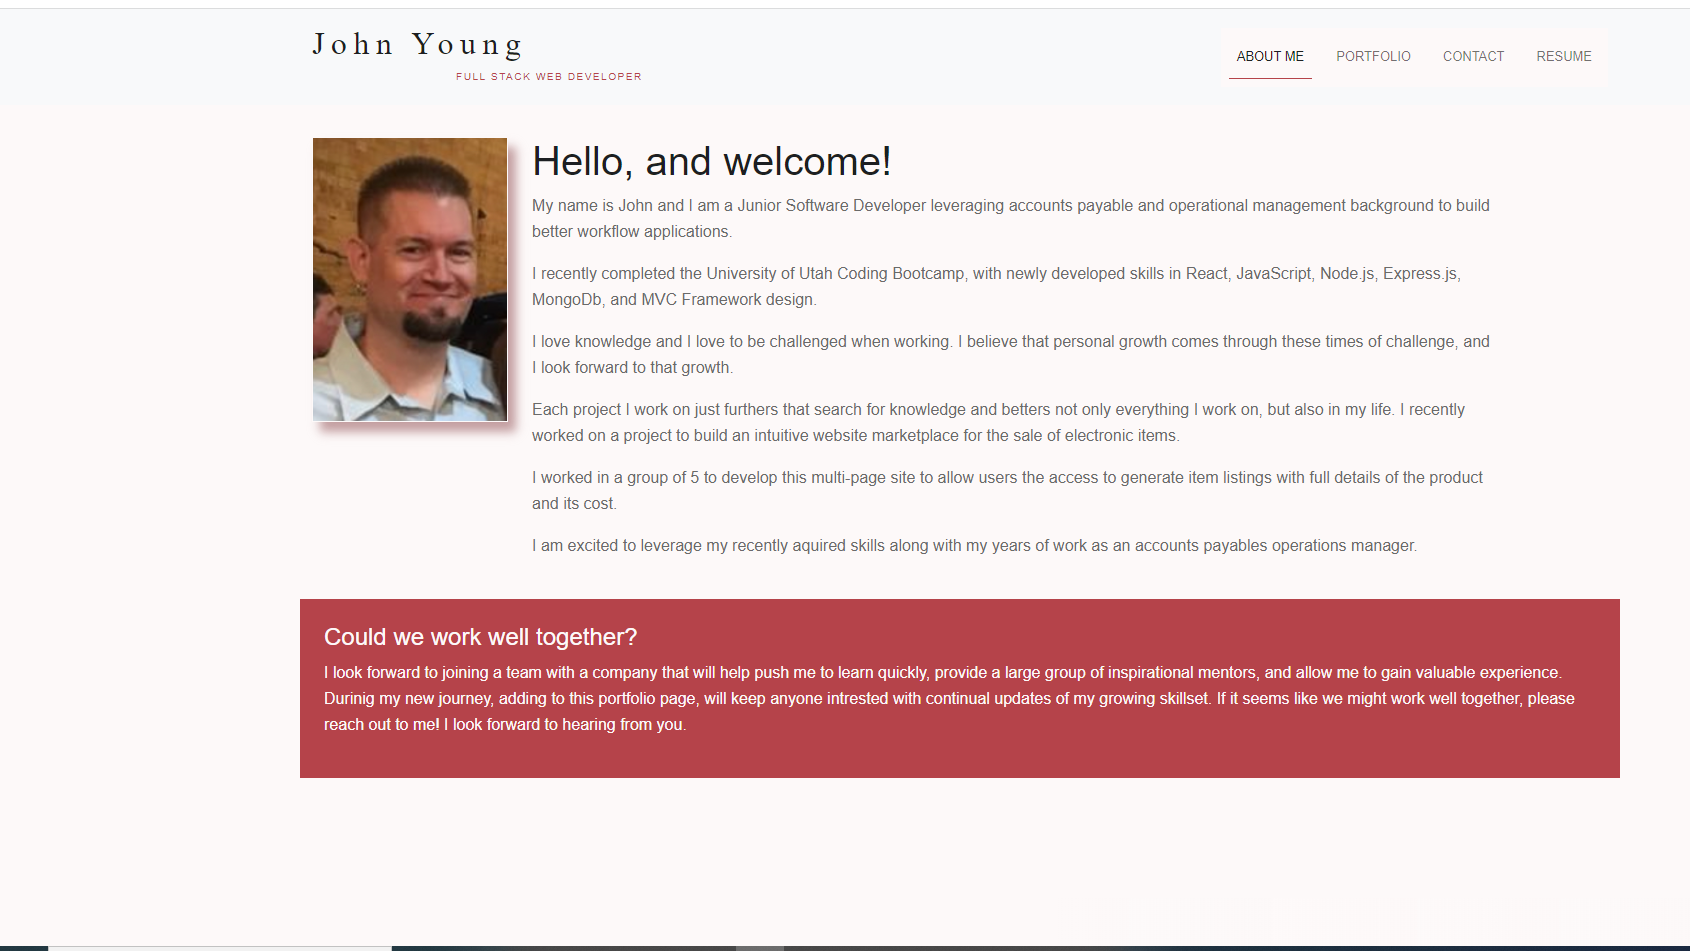 John Young
FULL STACK WEB DEVELOPER
ABOUT ME PORTFOLIO CONTACT RESUME
Hello, and welcome!
My name is John and I am a Junior Software Developer leveraging accounts payable and operational management background to build
better workflow applications.
I recently completed the University of Utah Coding Bootcamp, with newly developed skills in React, JavaScript, Node.js, Express.js,
MongoDb, and MVC Framework design.
I love knowledge and I love to be challenged when working. I believe that personal growth comes through these times of challenge, and
I look forward to that growth.
Each project I work on just furthers that search for knowledge and betters not only everything I work on, but also in my life. I recently
worked on a project to build an intuitive website marketplace for the sale of electronic items.
I worked in a group of 5 to develop this multi-page site to allow users the access to generate item listings with full details of the product
and its cost.
I am excited to leverage my recently aquired skills along with my years of work as an accounts payables operations manager.
Could we work well together?
I look forward to joining a team with a company that will help push me to learn quickly, provide a large group of inspirational mentors, and allow me to gain valuable experience.
Durinig my new journey, adding to this portfolio page, will keep anyone intrested with continual updates of my growing skillset. If it seems like we might work well together, please
reach out to me! I look forward to hearing from you.